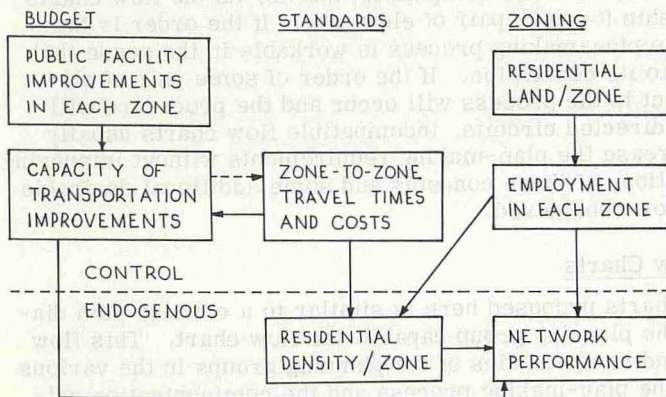 BUDGET
STANDARDS
ZONING
PUBLIC FACILITY
IMPROVEMENTS
IN EACH ZONE
RESIDENTIAL
LAND/ZONE
CAPACITY OF
TRANSPORTATION
IMPROVEMENTS
ZONE-TO-ZONE
TRAVEL TIMES
AND COSTS
EMPLOYMENT
IN EACH ZONE
CONTROL
ENDOGENOUS
RESIDENTIAL
DENSITY/ZONE
NETWORK
PERFORMANCE